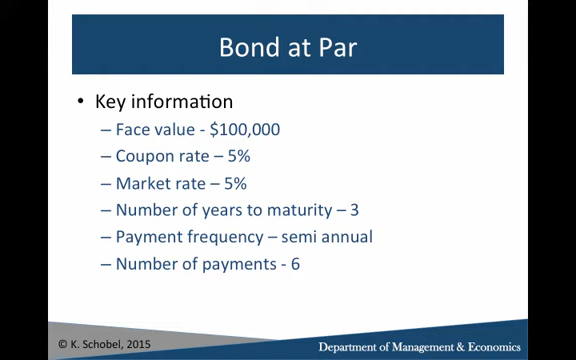 Bond at Par
• Key information
– Face value - $100,000
– Coupon rate – 5%
– Market rate – 5%
– Number of years to maturity – 3
– Payment frequency – semi annual
– Number of payments - 6
© K. Schobel, 2015
Department of Management & Economics